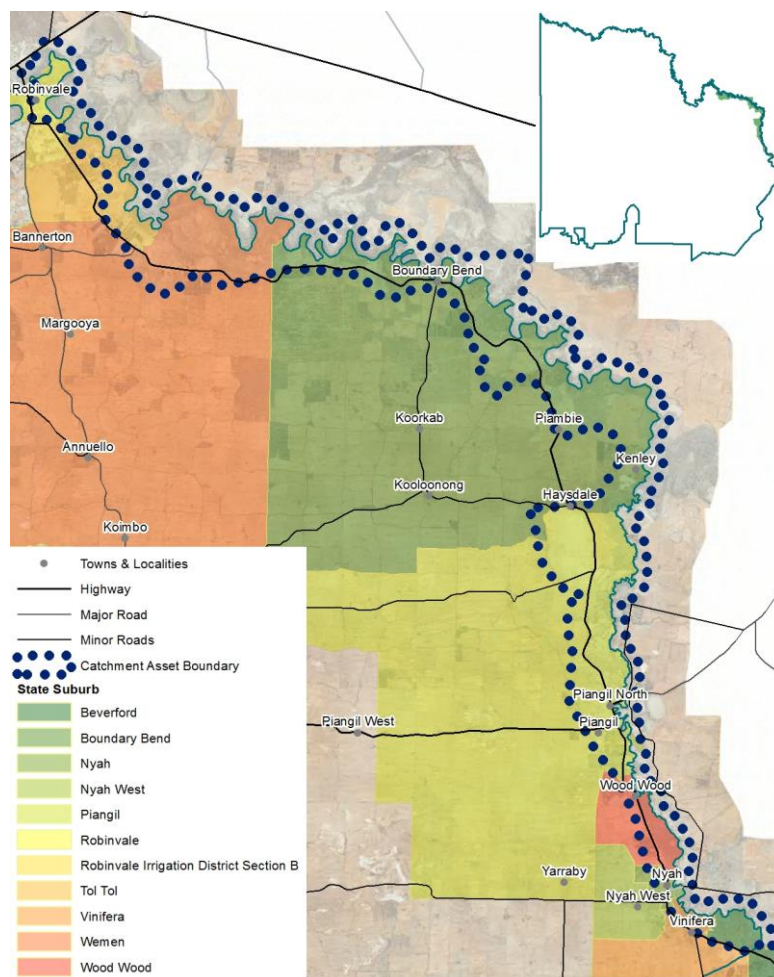 Robinvale
Bannerton
Boundary Bend
Margooya
Koorkab
Piambie
Annuello
Kenley
Kooloonong
Haysdale
Koimbo
Towns & Localities
Highway
Major Road
Minor Roads
Catchment Asset Boundary
State Suburb
Beverford
Boundary Bend
Nyah
Nyah West
Piangil
Robinvale
Robinvale Irrigation District Section B
Tol Tol
Vinifera
Wemen
Wood Wood
Piangil North
Piangil West
Piangil
Wood Wood
Yarraby
Nyah
Nyah West
Vinifera